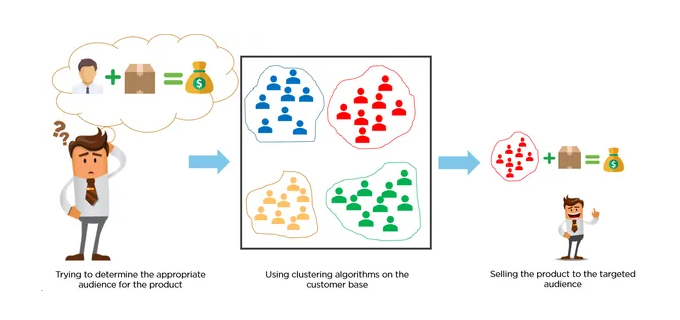 ??
$
$
Trying to determine the appropriate
audience for the product
Using clustering algorithms on the
customer base
Selling the product to the targeted
audience